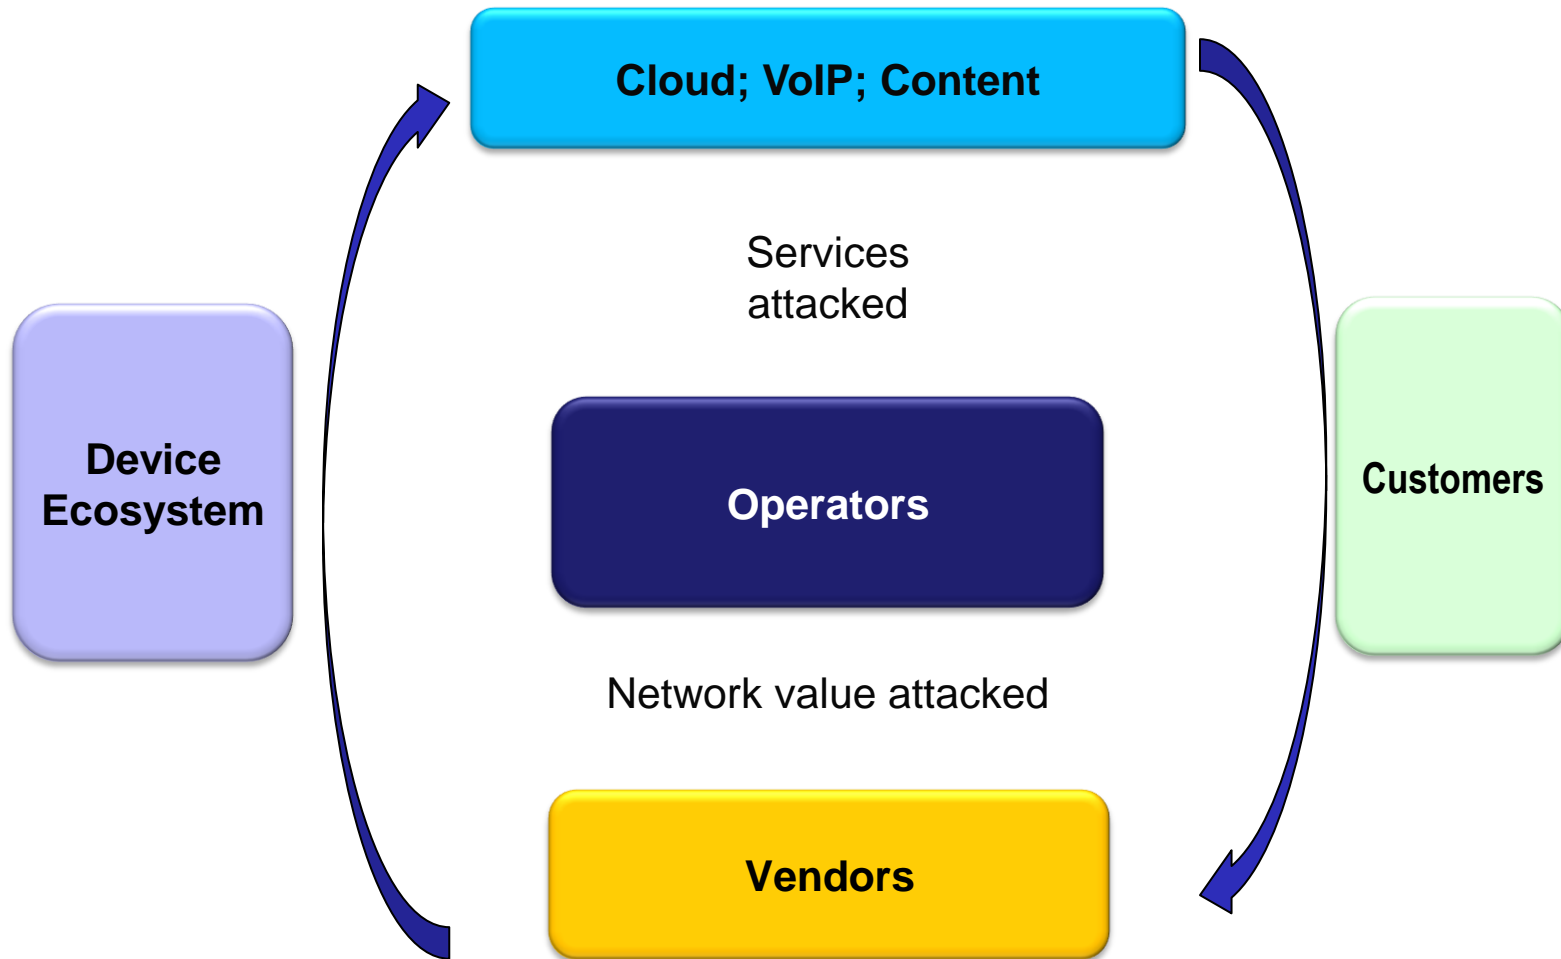 Cloud; VoIP; Content
Services
attacked
Device
Ecosystem
Operators
Customers
Network value attacked
Vendors